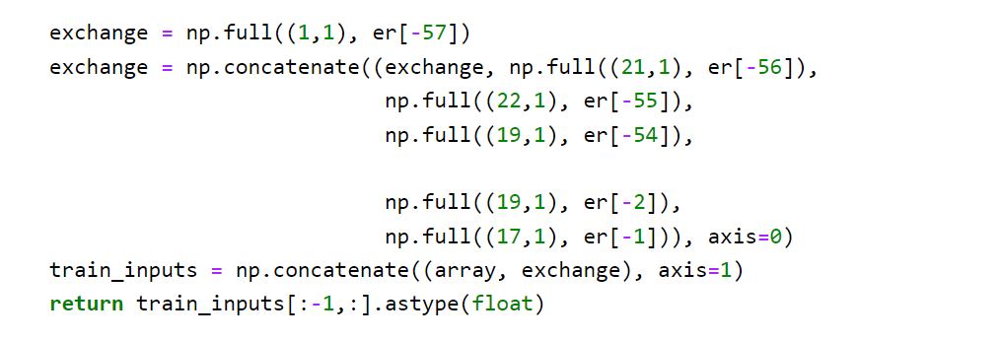 exchange = np.full((1,1), er[-57])
exchange = np.concatenate((exchange, np.full((21,1), er[-56]),
np.full((22,1), er[-55]),
np.full((19,1), er[-54]),
np.full((19,1), er[-2]),
np.full((17,1), er[-1])), axis=0)
train_inputs = np.concatenate((array, exchange), axis=1)
return train_inputs[:-1,:].astype(float)